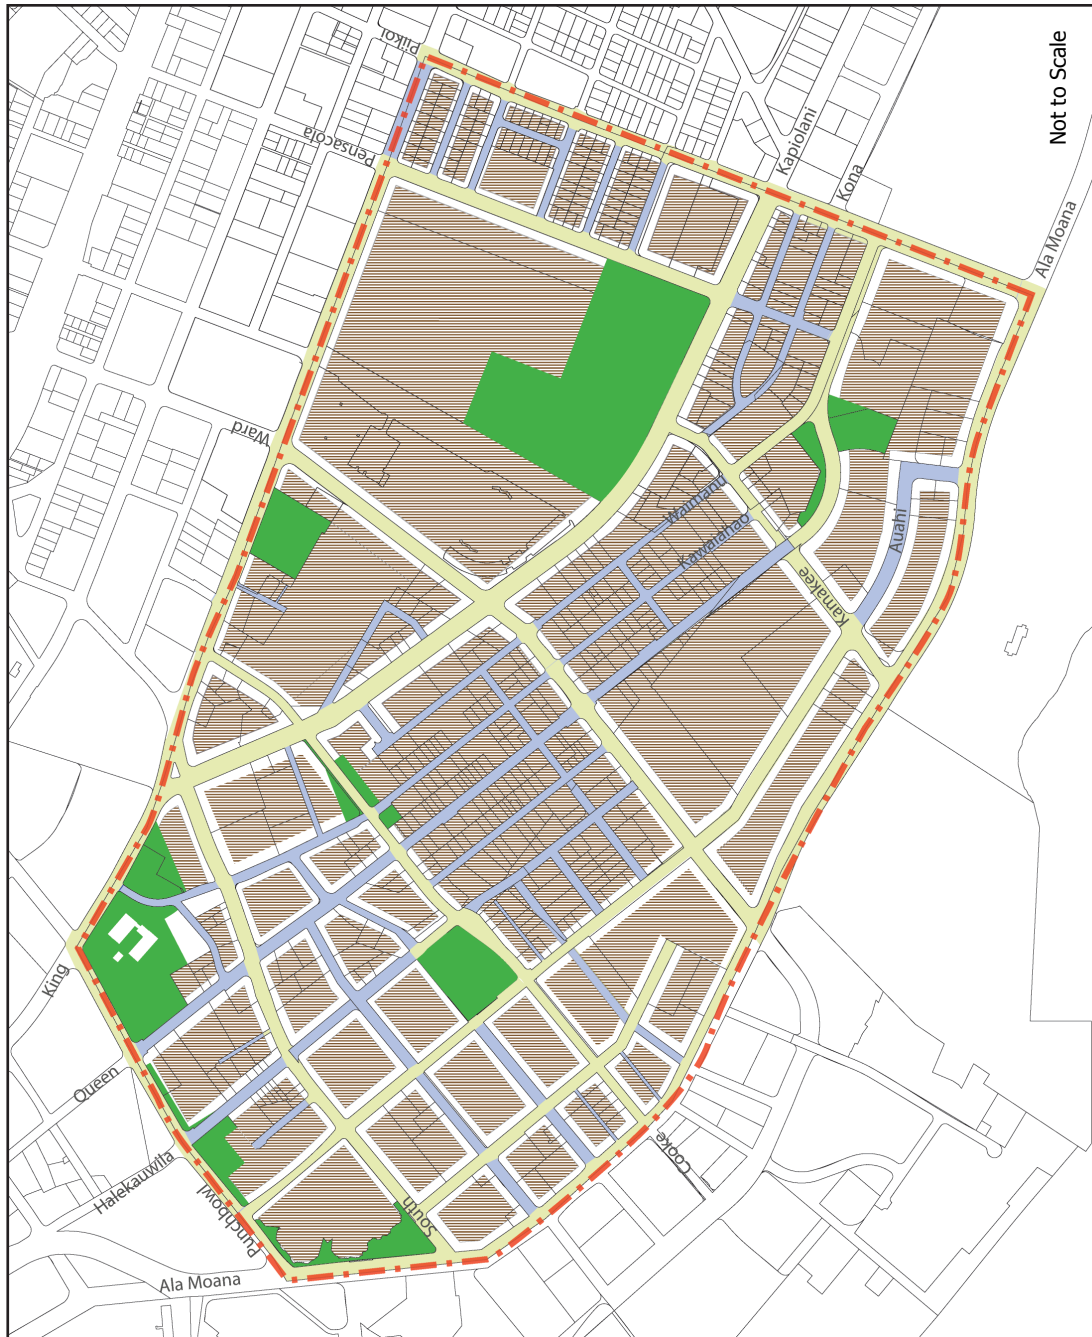 Piikoi
Not to Scale
Pensacola
Kapiolani
Kona
Ala Moana
Ward
Waimanu
Kawaiahao
Auahi
Kamakee
King
Queen
Halekauwila
Punchbowl
South
Cooke
Ala Moana